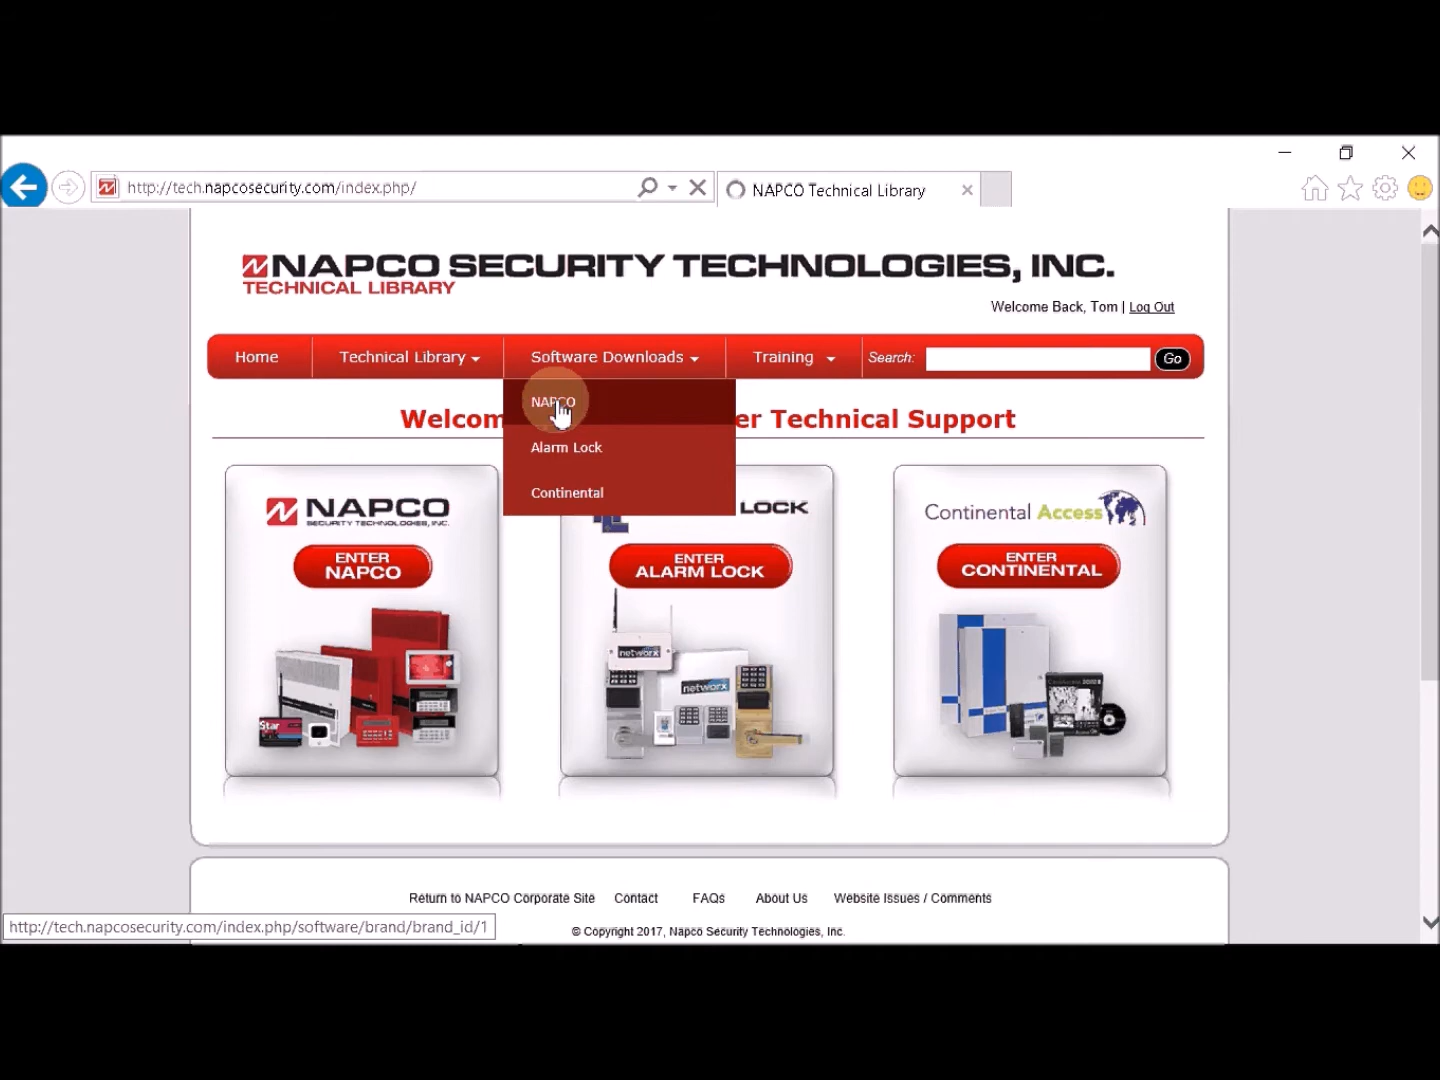 http://tech.napcosecurity.com/index.php/
NAPCO Technical Library
NAPCO SECURITY TECHNOLOGIES, INC.
TECHNICAL LIBRARY
Welcome Back, Tom | Log Out
Home
Technical Library
Software Downloads
Training
Search:
Go
NAPCO
Alarm Lock
Continental
Welcom
er Technical Support
NAPCO
SECURITY TECHNOLOGIES, INC.
ENTER
NAPCO
Star
LOCK
ENTER
ALARM LOCK
networx
networx
Continental Access
ENTER
CONTINENTAL
Return to NAPCO Corporate Site
Contact
FAQs
About Us
Website Issues / Comments
http://tech.napcosecurity.com/index.php/software/brand/brand_id/1
© Copyright 2017, Napco Security Technologies, Inc.